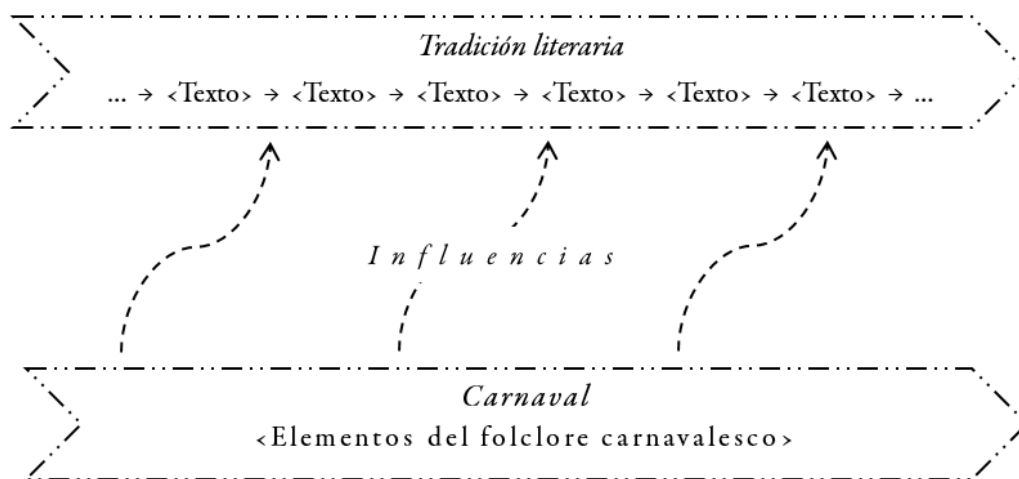 Tradición literaria
... → <Texto> → <Texto> → <Texto> → <Texto> → <Texto> → <Texto> → ...
Influencias
Carnaval
<Elementos del folclore carnavalesco>